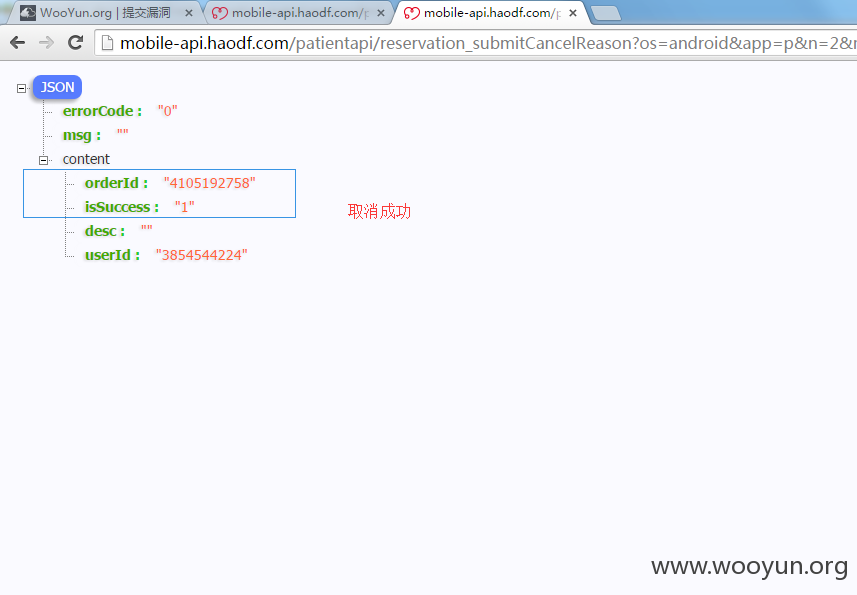 WooYun.org | 提交漏洞
mobile-api.haodf.com/p
mobile-api.haodf.com/p
mobile-api.haodf.com/patientapi/reservation_submitCancelReason?os=android&app=p&n=2&
JSON
errorCode : "0"
msg : ""
content
orderId : "4105192758"
isSuccess : "1"
取消成功
desc : ""
userId : "3854544224"
www.wooyun.org